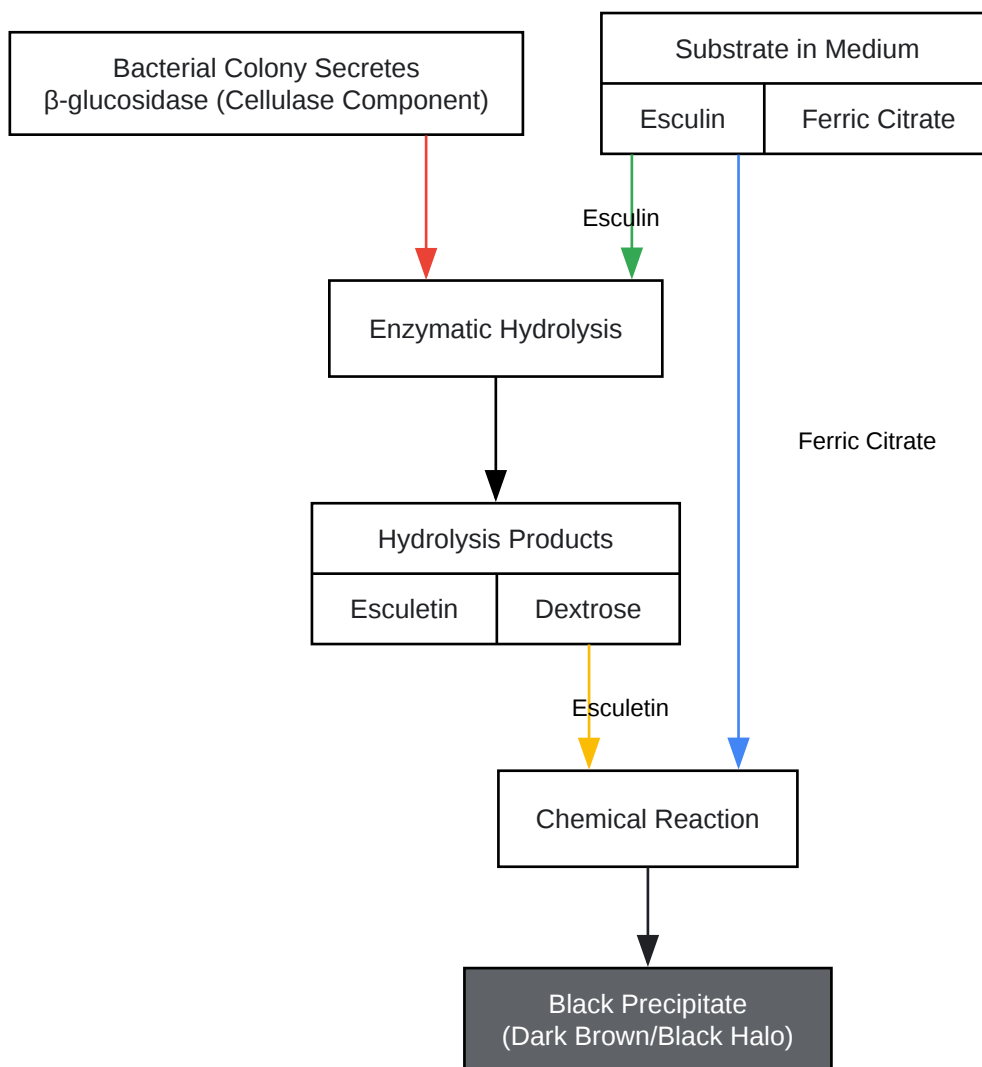 Bacterial Colony Secretes
β-glucosidase (Cellulase Component)
Substrate in Medium
Esculin
Ferric Citrate
Esculin
Enzymatic Hydrolysis
Ferric Citrate
Hydrolysis Products
Esculetin
Dextrose
Esculetin
Chemical Reaction
Black Precipitate
(Dark Brown/Black Halo)